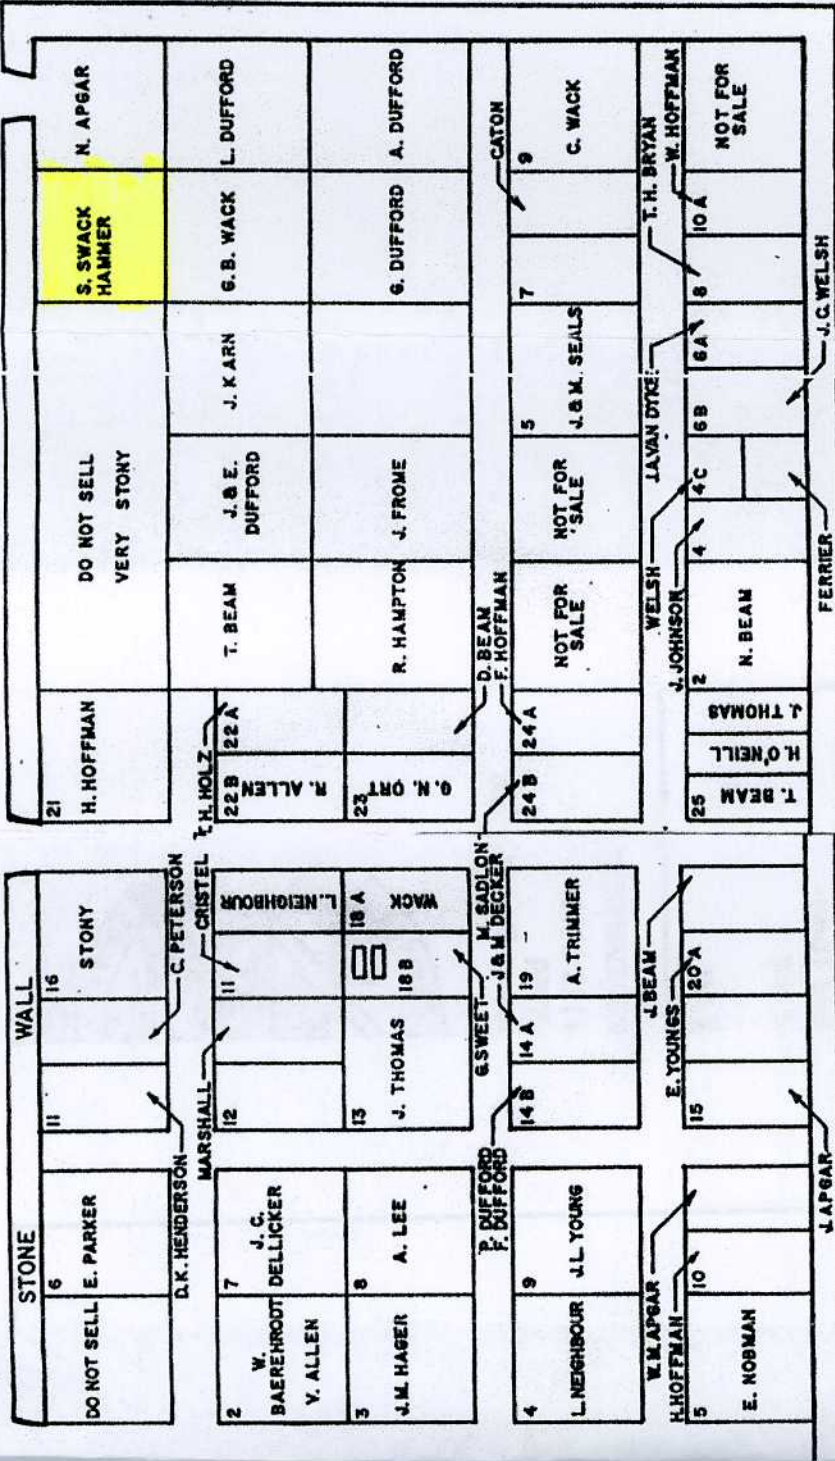 STONE WALL
DO NOT SELL
6
E. PARKER
11
16
STONY
21
H. HOFFMAN
DO NOT SELL
VERY STONY
S. SWACK
HAMMER
N. APGAR
D.K. HENDERSON
C. PETERSON
MARSHALL
CRISTEL
T. H. HOLZ
2
W.
BAEREHROUT
V. ALLEN
7
J. C.
DELLICKER
12
11
L. NEIGHBOUR
22 B
R. ALLEN
22 A
T. BEAM
J. & E.
DUFFORD
J. KARN
G. B. WACK
L. DUFFORD
3
J.M. HAGER
8
A. LEE
13
J. THOMAS
18 B
18 A
WACK
23
O. N. ORT
R. HAMPTON
J. FROME
G. DUFFORD
A. DUFFORD
P. DUFFORD
F. DUFFORD
G. SWEET
M. SADLON
J & M DECKER
D. BEAM
F. HOFFMAN
CATON
4
L. NEIGHBOUR
9
J.L. YOUNG
14 B
14 A
19
A. TRIMMER
24 B
24 A
NOT FOR
SALE
NOT FOR
SALE
5
J. & M. SEALS
7
9
C. WACK
W. M. APGAR
H. HOFFMAN
J. BEAM
E. YOUNGS
WELSH
J. JOHNSON
J.A. VAN DYKE
T. H. BRYAN
W. HOFFMAN
5
E. NOBMAN
10
15
20 A
25
T. BEAM
H. O'NEILL
J. THOMAS
2
N. BEAM
4
4 C
6 B
6 A
8
10 A
NOT FOR
SALE
J. APGAR
FERRIER
J. C. WELSH